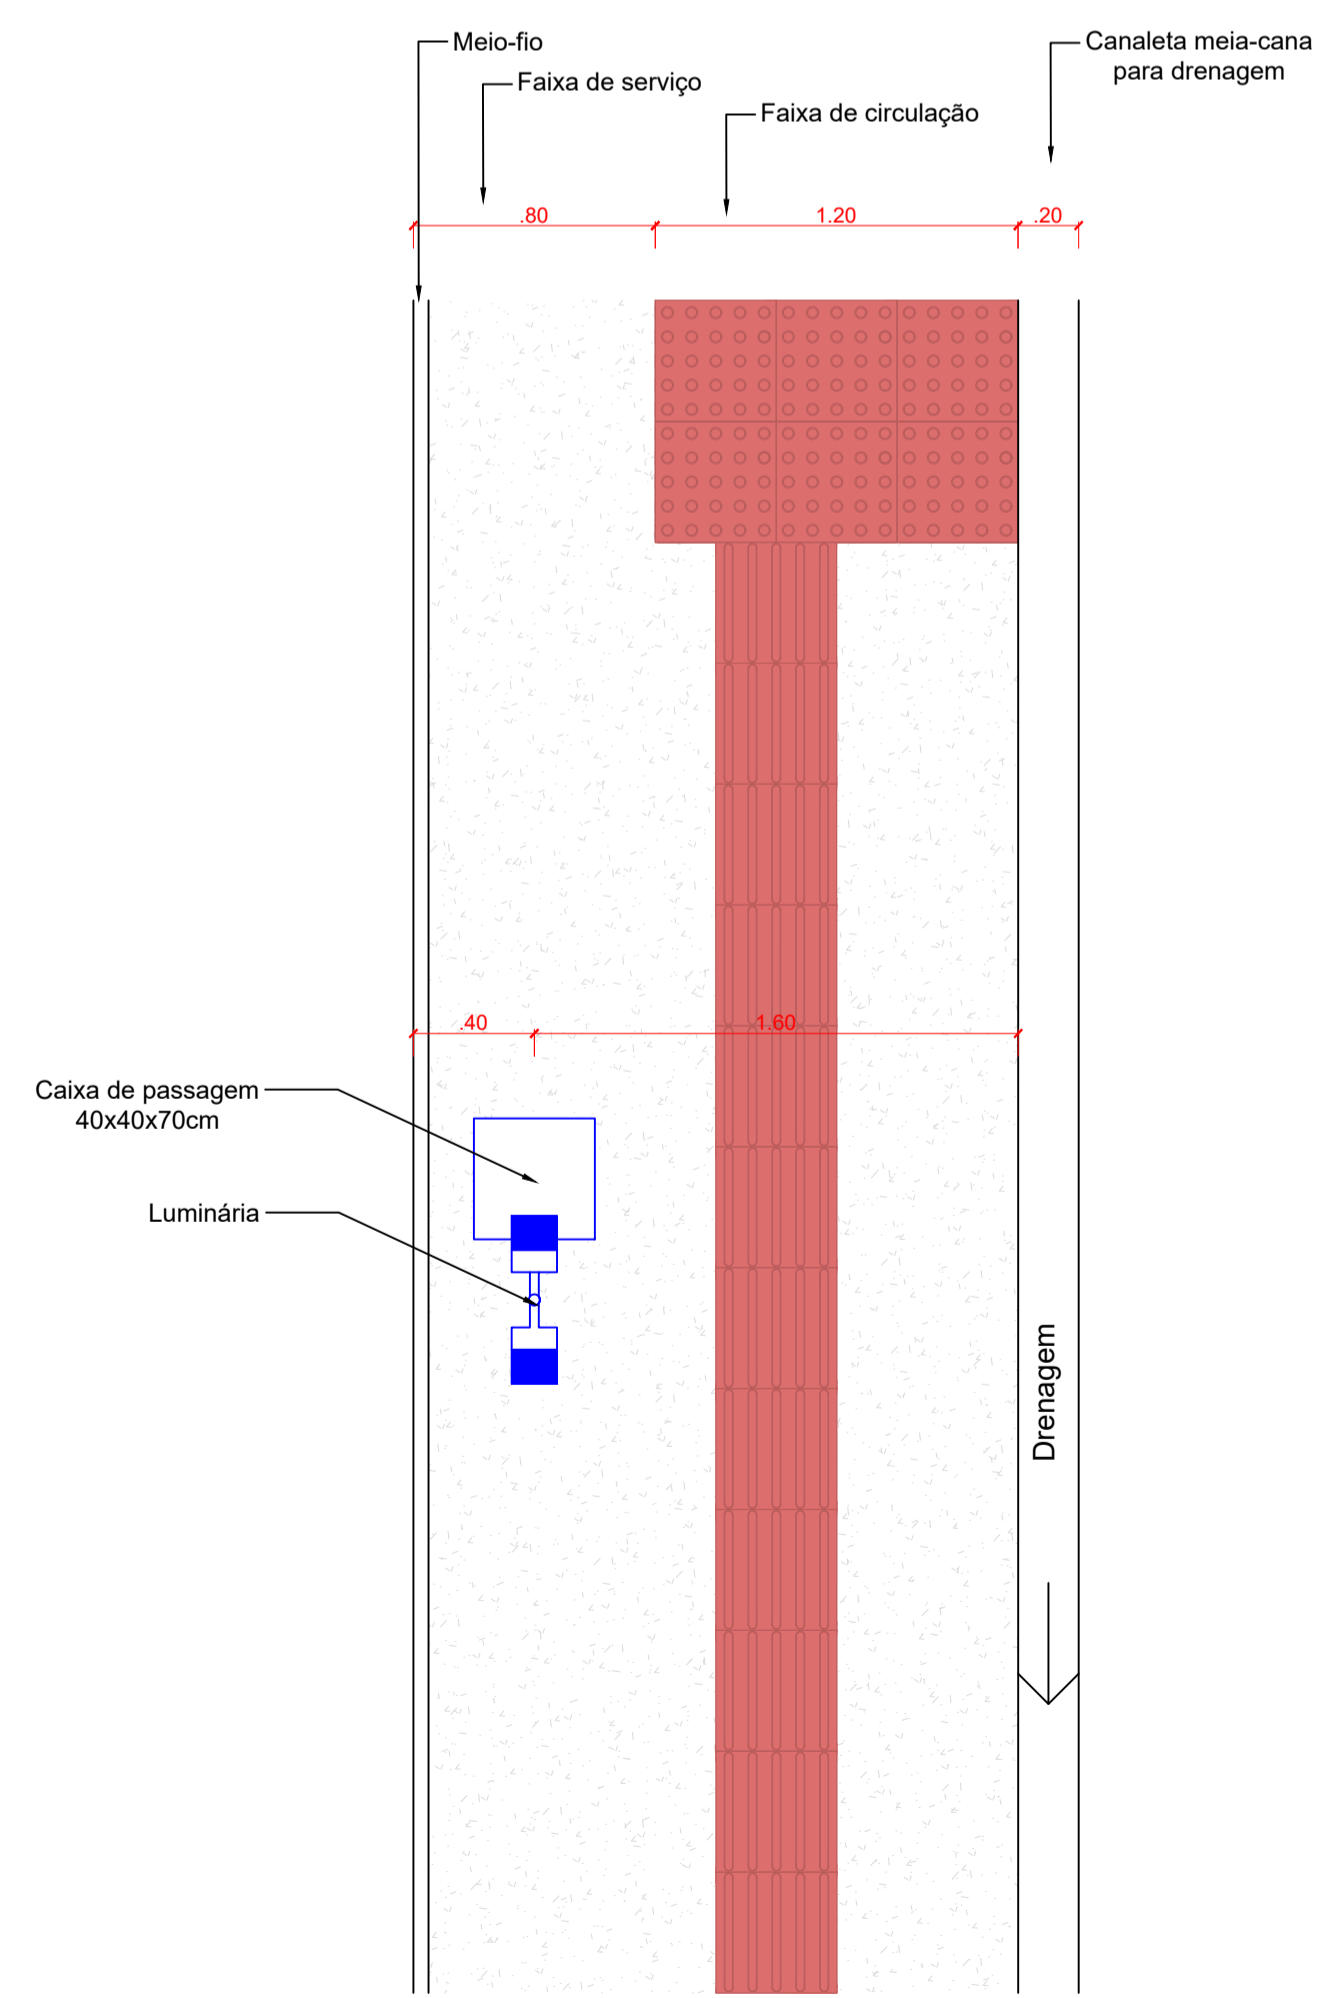 Meio-fio
Canaleta meia-cana
para drenagem
Faixa de serviço
Faixa de circulação
.80
1.20
.20
.40
1.60
Caixa de passagem
40x40x70cm
Luminária
Drenagem